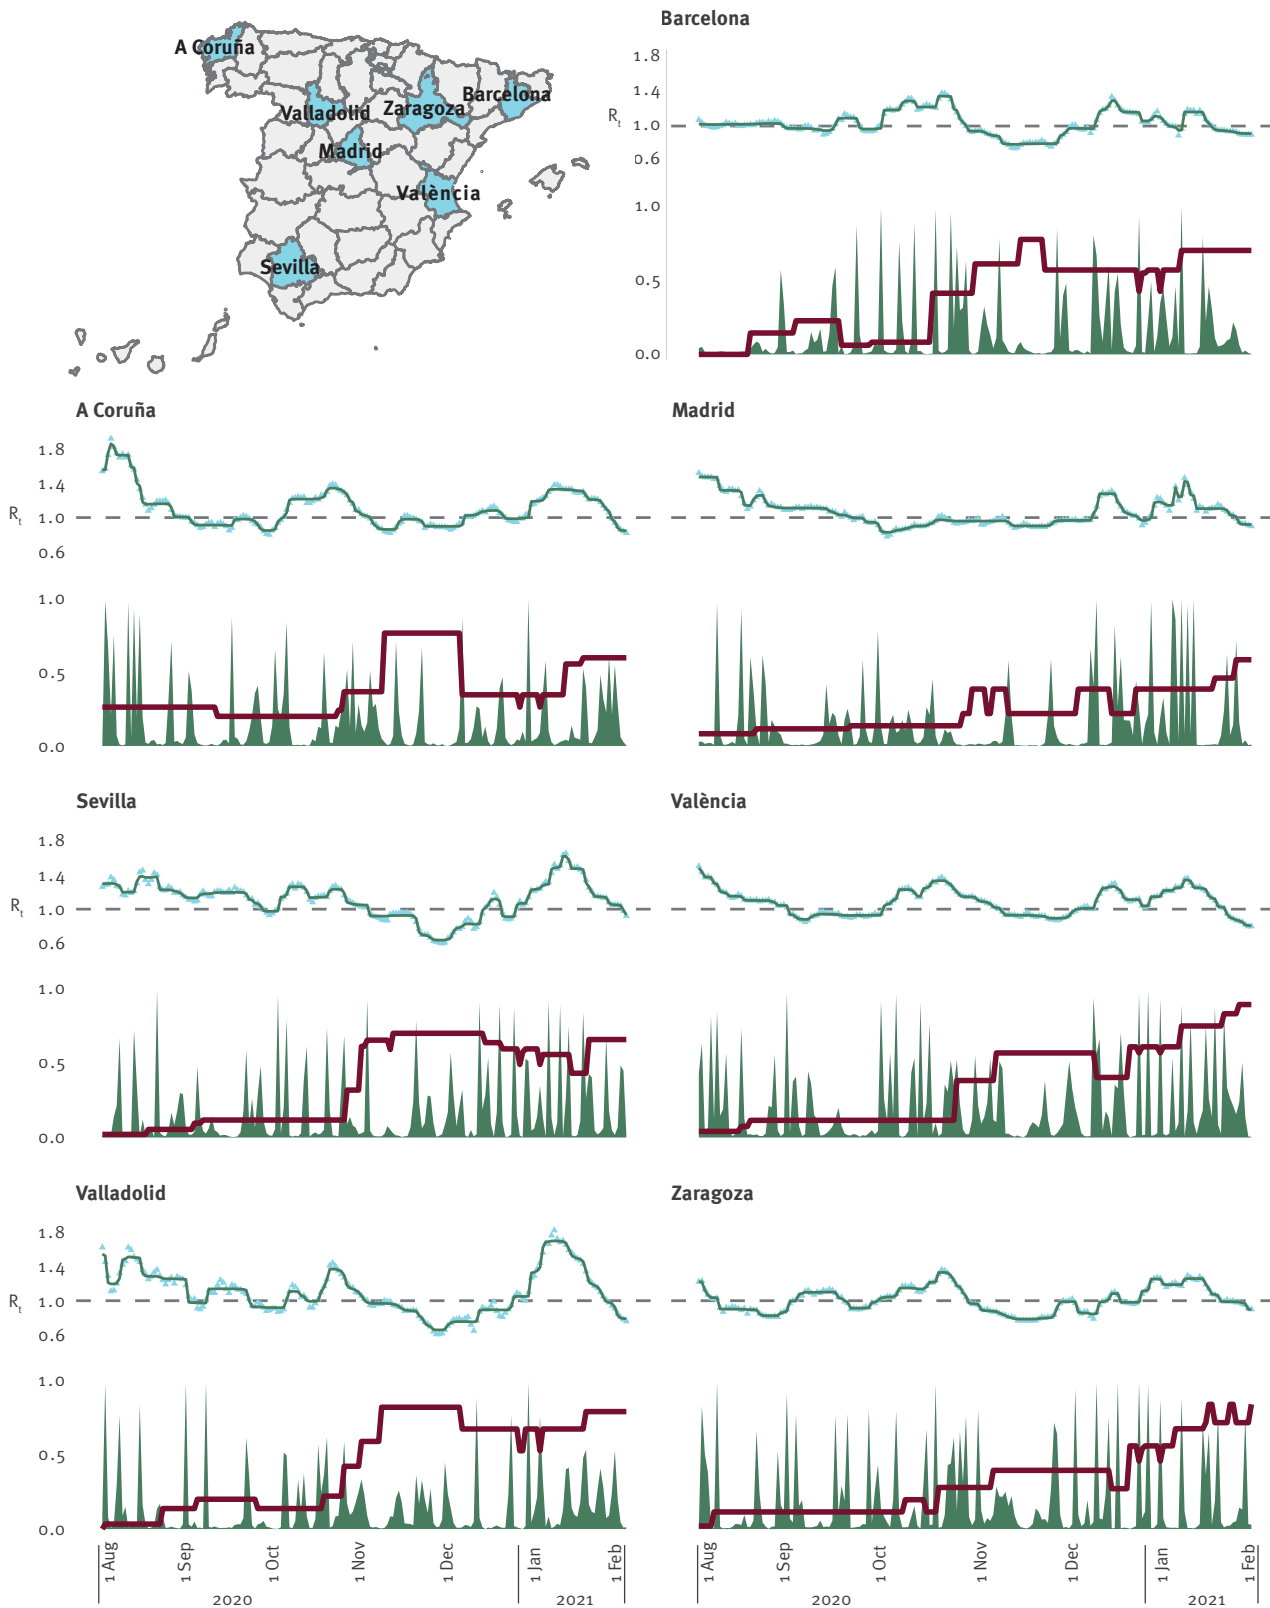 A Coruña
Valladolid
Zaragoza
Barcelona
Madrid
València
Sevilla
Barcelona
1.8
1.4
Rt
1.0
0.6
1.0
0.5
0.0
A Coruña
1.8
1.4
Rt
1.0
0.6
1.0
0.5
0.0
Madrid
Sevilla
1.8
1.4
Rt
1.0
0.6
1.0
0.5
0.0
València
Valladolid
1.8
1.4
Rt
1.0
0.6
1.0
0.5
0.0
Zaragoza
1 Aug
1 Sep
1 Oct
1 Nov
1 Dec
1 Jan
1 Feb
2020
2021
1 Aug
1 Sep
1 Oct
1 Nov
1 Dec
1 Jan
1 Feb
2020
2021